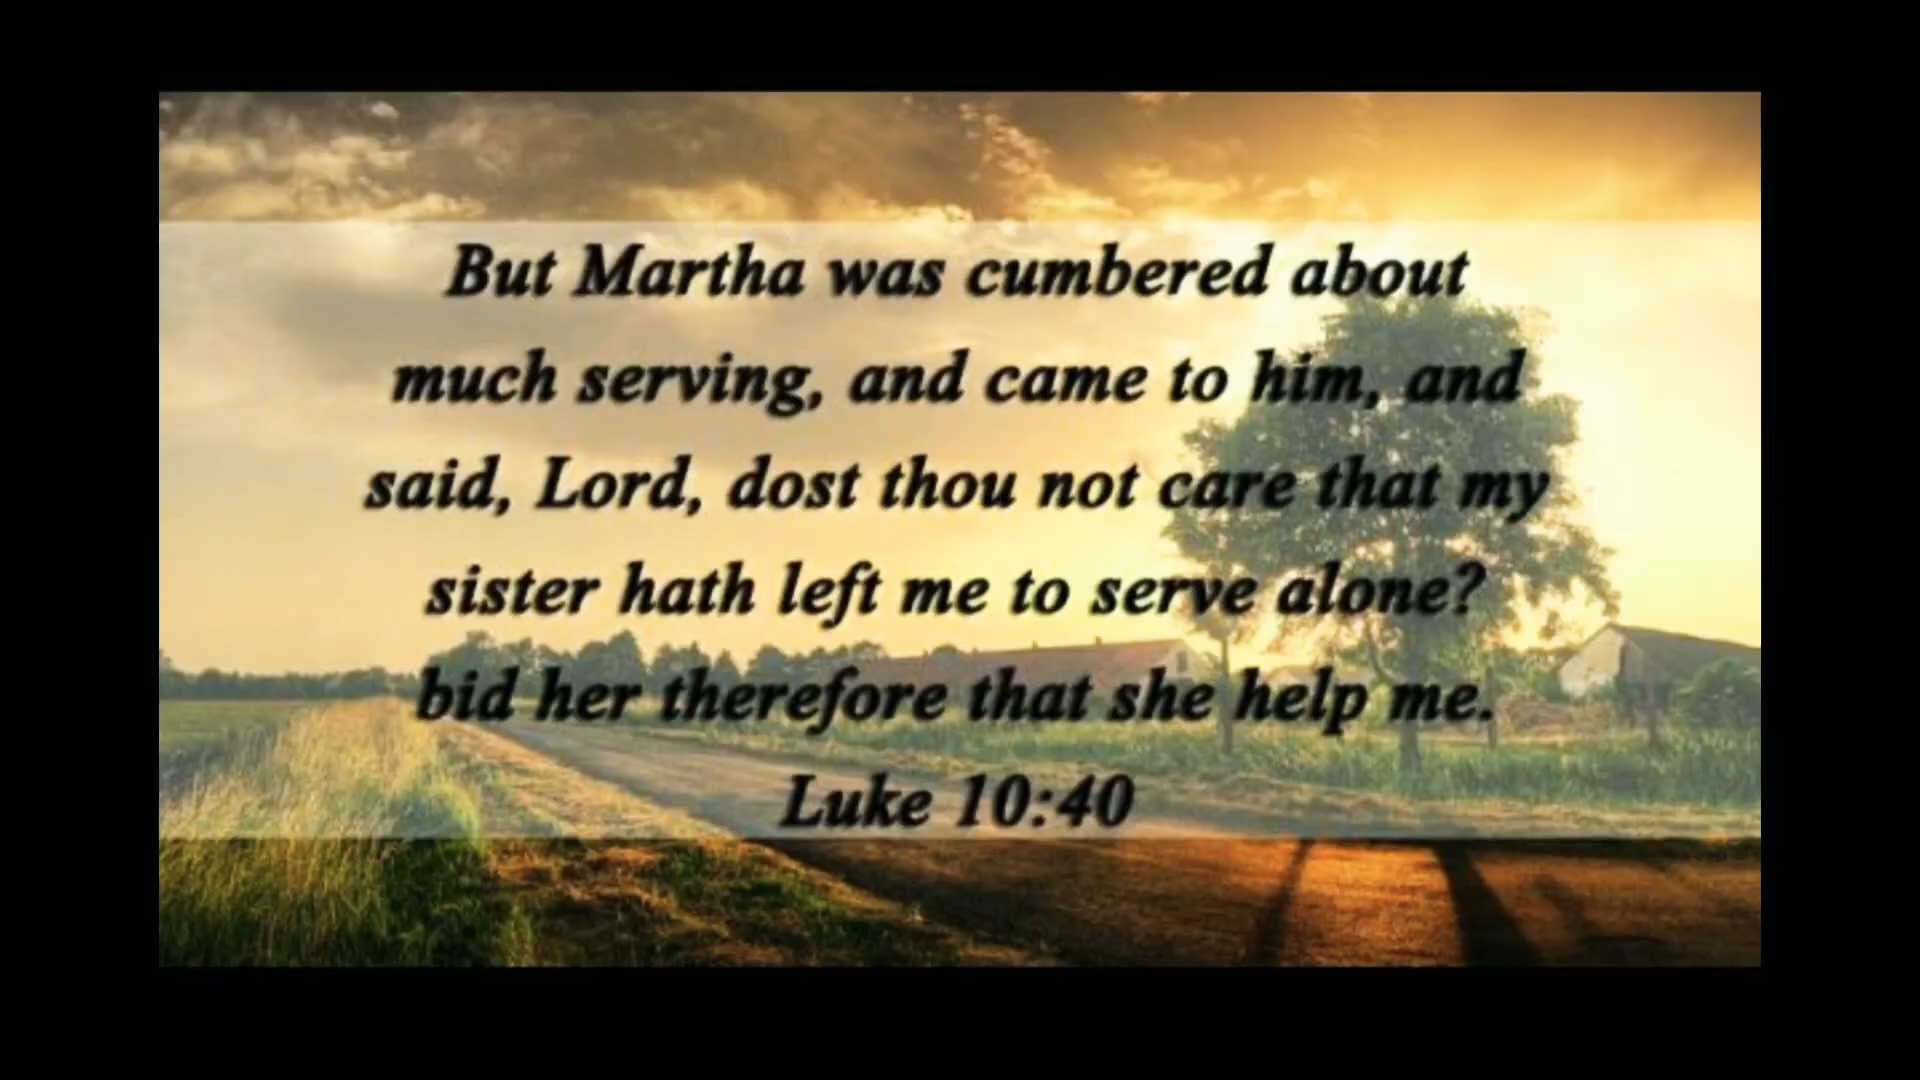 But Martha was cumbered about
much serving, and came to him, and
said, Lord, dost thou not care that my
sister hath left me to serve alone?
bid her therefore that she help me.
Luke 10:40